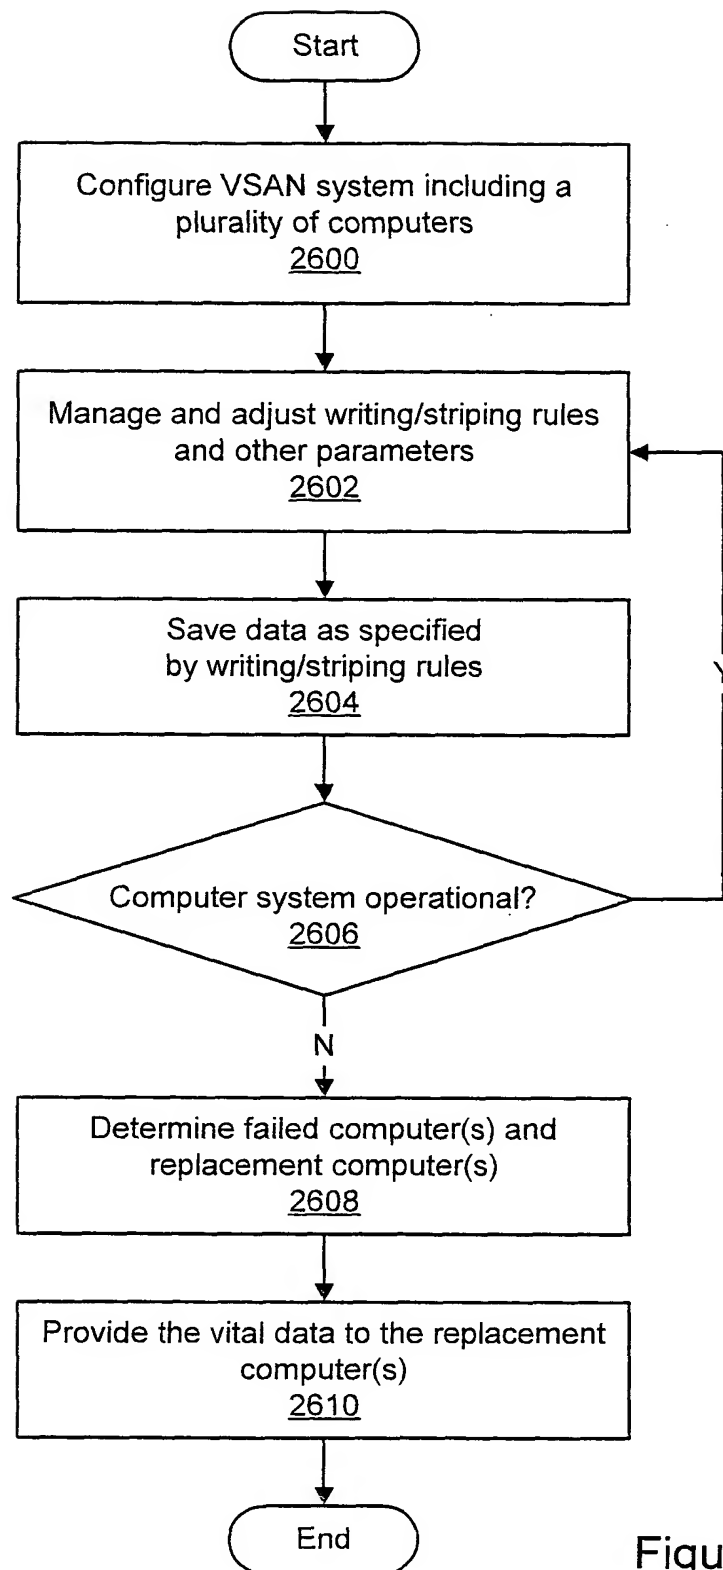 Start
Configure VSAN system including a
plurality of computers
2600
Manage and adjust writing/striping rules
and other parameters
2602
Save data as specified
by writing/striping rules
2604
Computer system operational?
2606
N
Determine failed computer(s) and
replacement computer(s)
2608
Provide the vital data to the replacement
computer(s)
2610
End